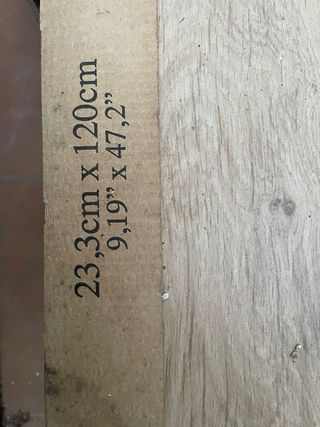 23,3cm x 120cm
9,19” x 47,2”